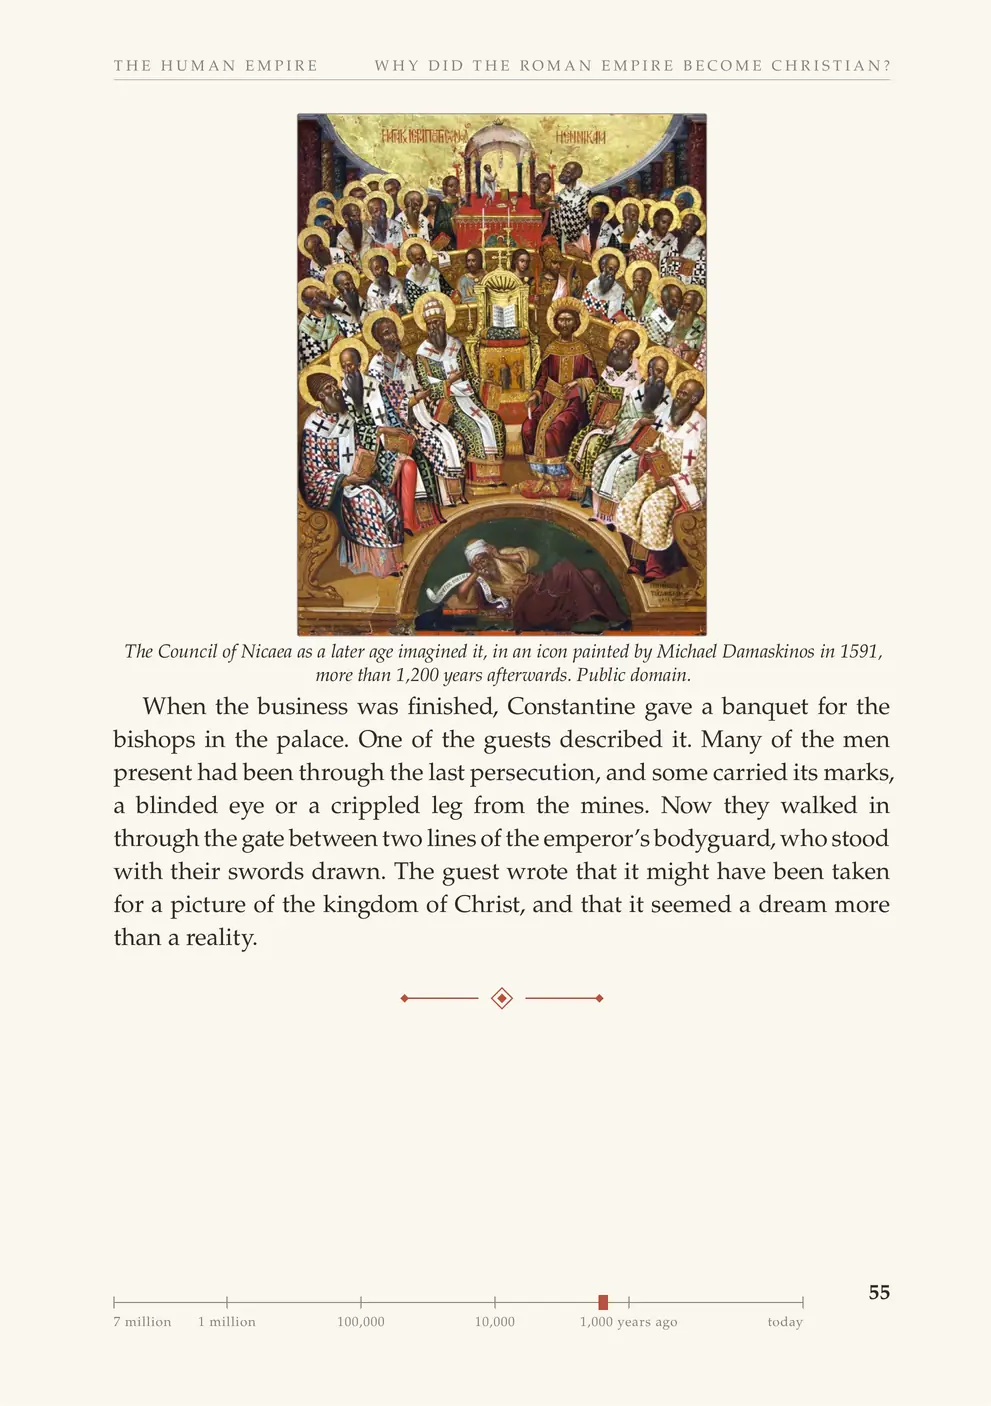 THE HUMAN EMPIRE
WHY DID THE ROMAN EMPIRE BECOME CHRISTIAN?
The Council of Nicaea as a later age imagined it, in an icon painted by Michael Damaskinos in 1591,
more than 1,200 years afterwards. Public domain.
When the business was finished, Constantine gave a banquet for the
bishops in the palace. One of the guests described it. Many of the men
present had been through the last persecution, and some carried its marks,
a blinded eye or a crippled leg from the mines. Now they walked in
through the gate between two lines of the emperor’s bodyguard, who stood
with their swords drawn. The guest wrote that it might have been taken
for a picture of the kingdom of Christ, and that it seemed a dream more
than a reality.
55
7 million 1 million 100,000 10,000 1,000 years ago today